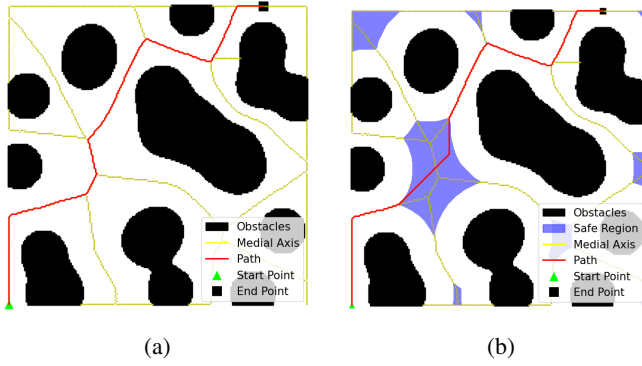 Obstacles
Medial Axis
Path
Start Point
End Point
Obstacles
Safe Region
Medial Axis
Path
Start Point
End Point
(a)
(b)